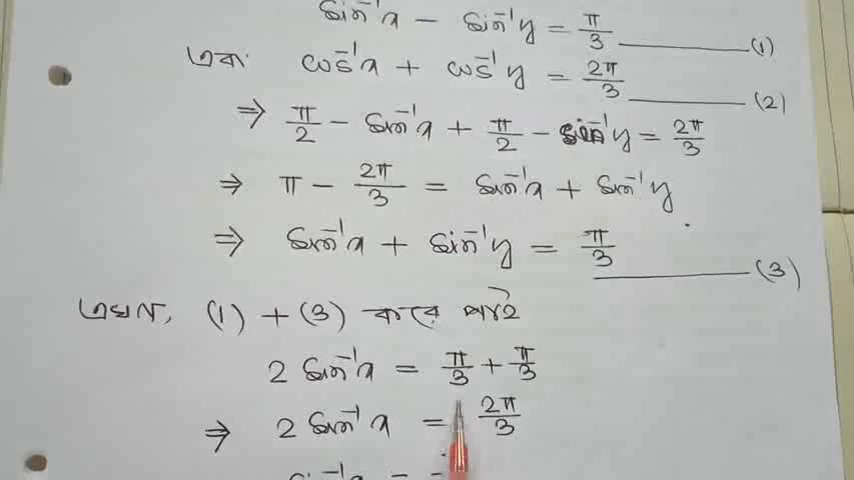 sin⁻¹x − sin⁻¹y = π/3 ———(1)
এবং cos⁻¹x + cos⁻¹y = 2π/3 ———(2)
⇒ π/2 − sin⁻¹x + π/2 − sin⁻¹y = 2π/3
⇒ π − 2π/3 = sin⁻¹x + sin⁻¹y
⇒ sin⁻¹x + sin⁻¹y = π/3 ———(3)
এখন, (1) + (3) করে পাই
2 sin⁻¹x = π/3 + π/3
⇒ 2 sin⁻¹x = 2π/3